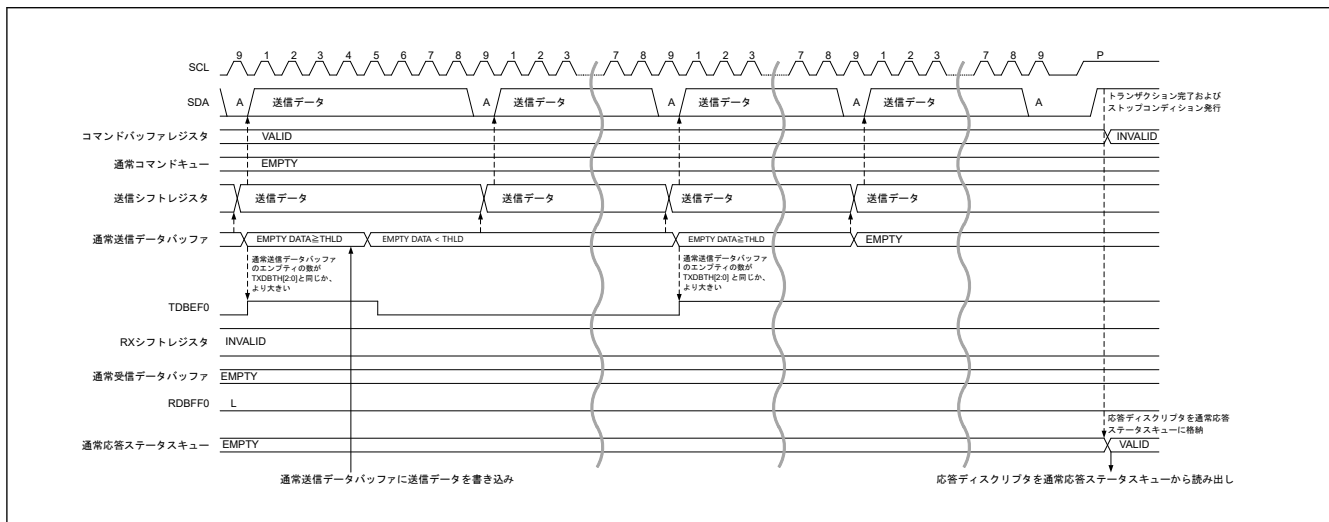 9 1 2 3 4 5 6 7 8 9 1 2 3 7 8 9 1 2 3 7 8 9 1 2 3 7 8 9 P
SCL
SDA A 送信データ A 送信データ A 送信データ A 送信データ A
トランザクション完了および
ストップコンディション発行
コマンドバッファレジスタ VALID INVALID
通常コマンドキュー EMPTY
送信シフトレジスタ 送信データ 送信データ 送信データ 送信データ
通常送信データバッファ EMPTY DATA≧THLD EMPTY DATA < THLD EMPTY DATA≧THLD EMPTY
通常送信データバッファ
のエンプティの数が
TXDBTH[2:0] と同じか、
より大きい
通常送信データバッファ
のエンプティの数が
TXDBTH[2:0] と同じか、
より大きい
TDBEF0
RXシフトレジスタ INVALID
通常受信データバッファ EMPTY
RDBFF0 L
応答ディスクリプタを通常応答
ステータスキューに格納
通常応答ステータスキュー EMPTY VALID
通常送信データバッファに送信データを書き込み
応答ディスクリプタを通常応答ステータスキューから読み出し